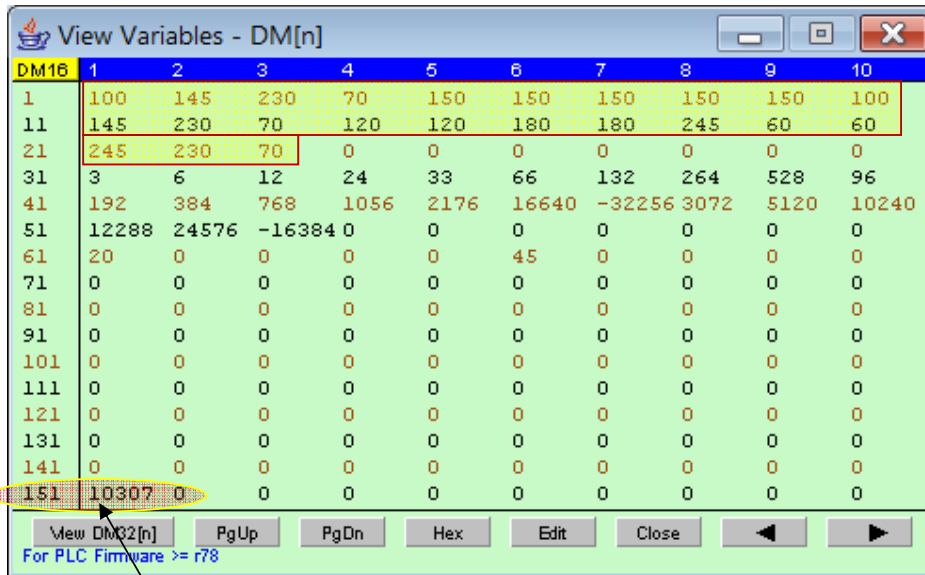 View Variables - DM[n]
DM16 1 2 3 4 5 6 7 8 9 10
1 100 145 230 70 150 150 150 150 150 100
11 145 230 70 120 120 180 180 245 60 60
21 245 230 70 0 0 0 0 0 0 0
31 3 6 12 24 33 66 132 264 528 96
41 192 384 768 1056 2176 16640 -32256 3072 5120 10240
51 12288 24576 -16384 0 0 0 0 0 0 0
61 20 0 0 0 0 45 0 0 0 0
71 0 0 0 0 0 0 0 0 0 0
81 0 0 0 0 0 0 0 0 0 0
91 0 0 0 0 0 0 0 0 0 0
101 0 0 0 0 0 0 0 0 0 0
111 0 0 0 0 0 0 0 0 0 0
121 0 0 0 0 0 0 0 0 0 0
131 0 0 0 0 0 0 0 0 0 0
141 0 0 0 0 0 0 0 0 0 0
151 10307 0 0 0 0 0 0 0 0 0
View DM32[n] PgUp PgDn Hex Edit Close
For PLC Firmware >= r78